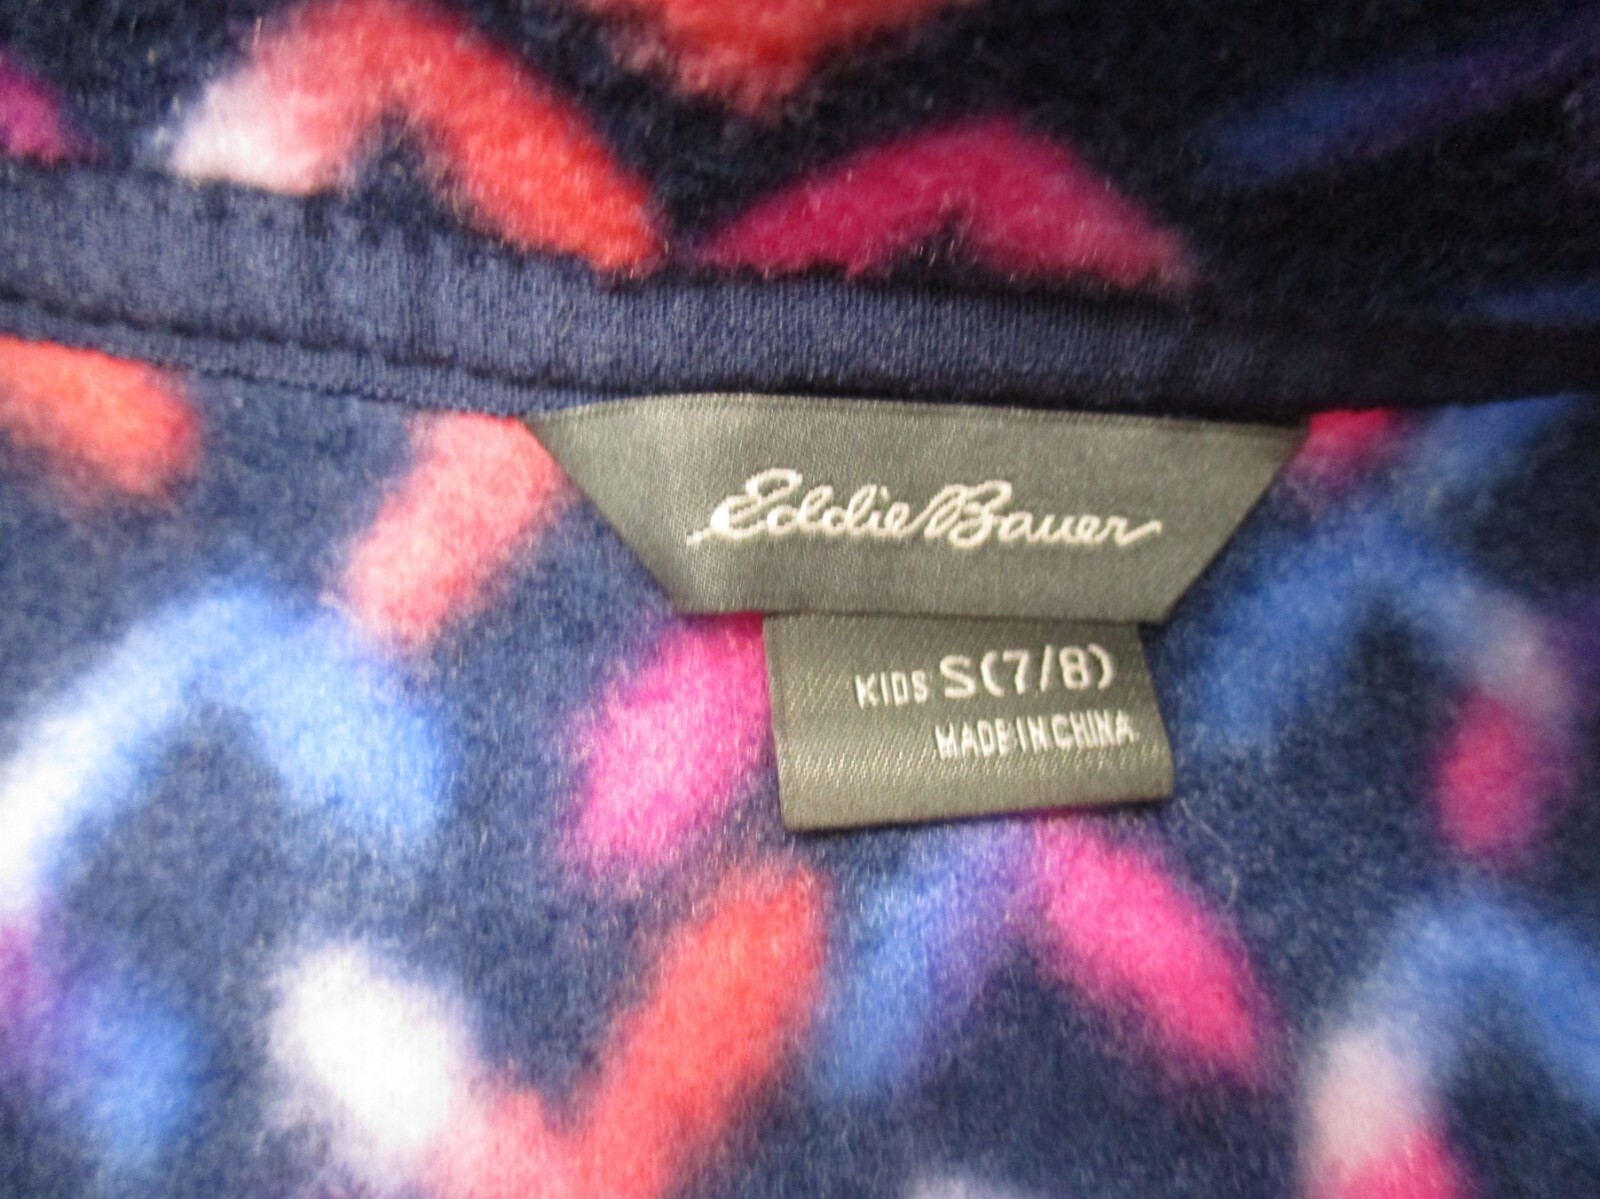 Eddie Bauer
KIDS S(7/8)
MADE IN CHINA